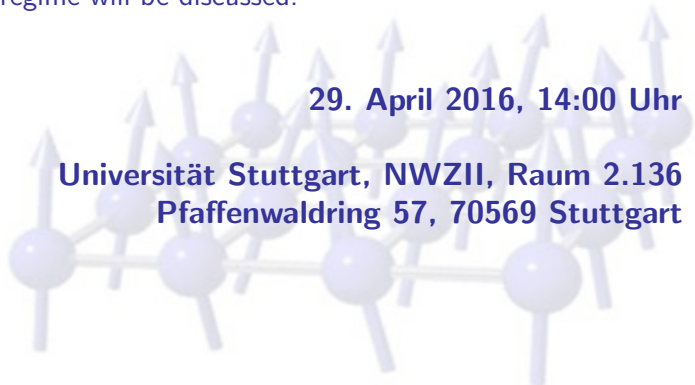 regime will be discussed.
29. April 2016, 14:00 Uhr
Universität Stuttgart, NWZII, Raum 2.136
Pfaffenwaldring 57, 70569 Stuttgart